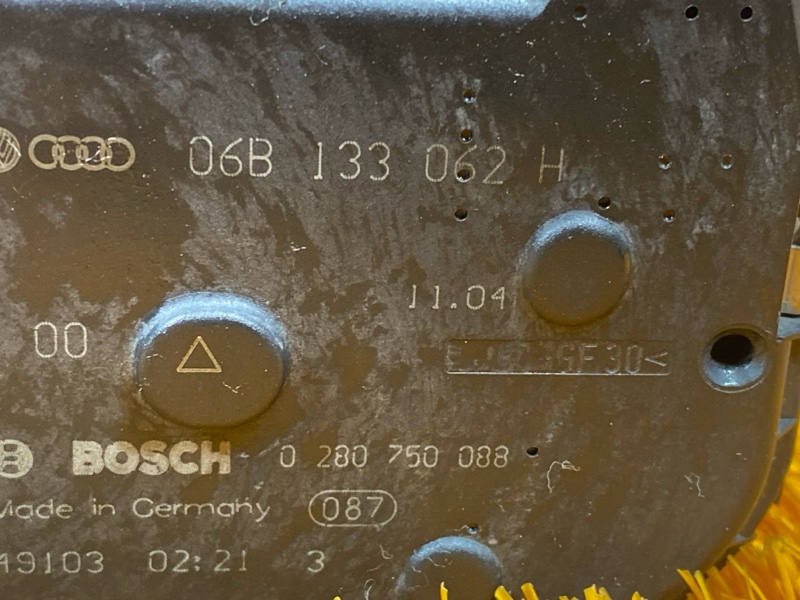 06B 133 062 H
11.04
00
GF30<
BOSCH 0 280 750 088
Made in Germany 087
49103 02:21 3